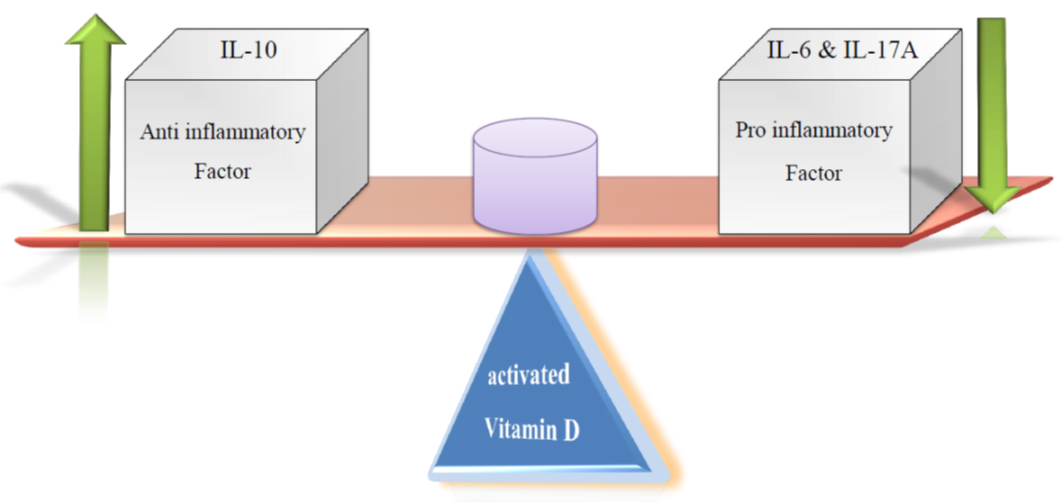 IL-10
Anti inflammatory
Factor
IL-6 & IL-17A
Pro inflammatory
Factor
activated
Vitamin D